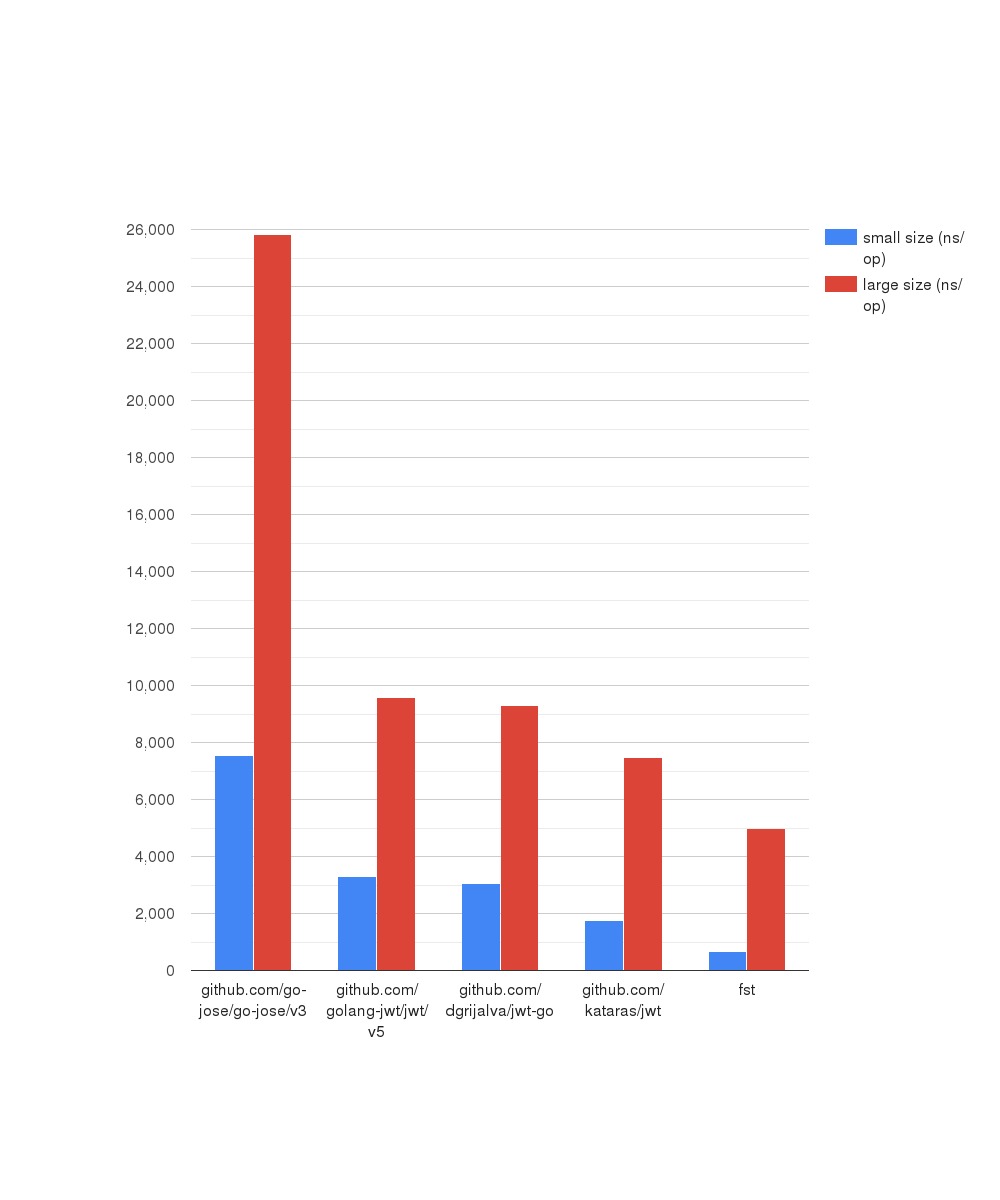 26,000
24,000
22,000
20,000
18,000
16,000
14,000
12,000
10,000
8,000
6,000
4,000
2,000
0
small size (ns/
op)
large size (ns/
op)
github.com/go-
jose/go-jose/v3
github.com/
golang-jwt/jwt/
v5
github.com/
dgrijalva/jwt-go
github.com/
kataras/jwt
fst